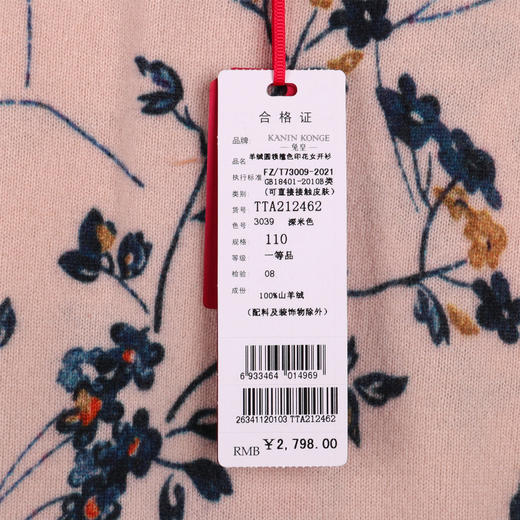 合格证
品牌 KANIN KONGE
—兔皇—
品名 羊绒圆领撞色印花女开衫
执行标准 FZ/T73009-2021
GB18401-2010B类
类别 (可直接接触皮肤)
货号 TTA212462
色号 3039 深米色
规格 110
等级 一等品
检验 08
成份 100%山羊绒
(配料及装饰物除外)
6 933464 014969
26341120103 TTA212462
RMB ¥2,798.00